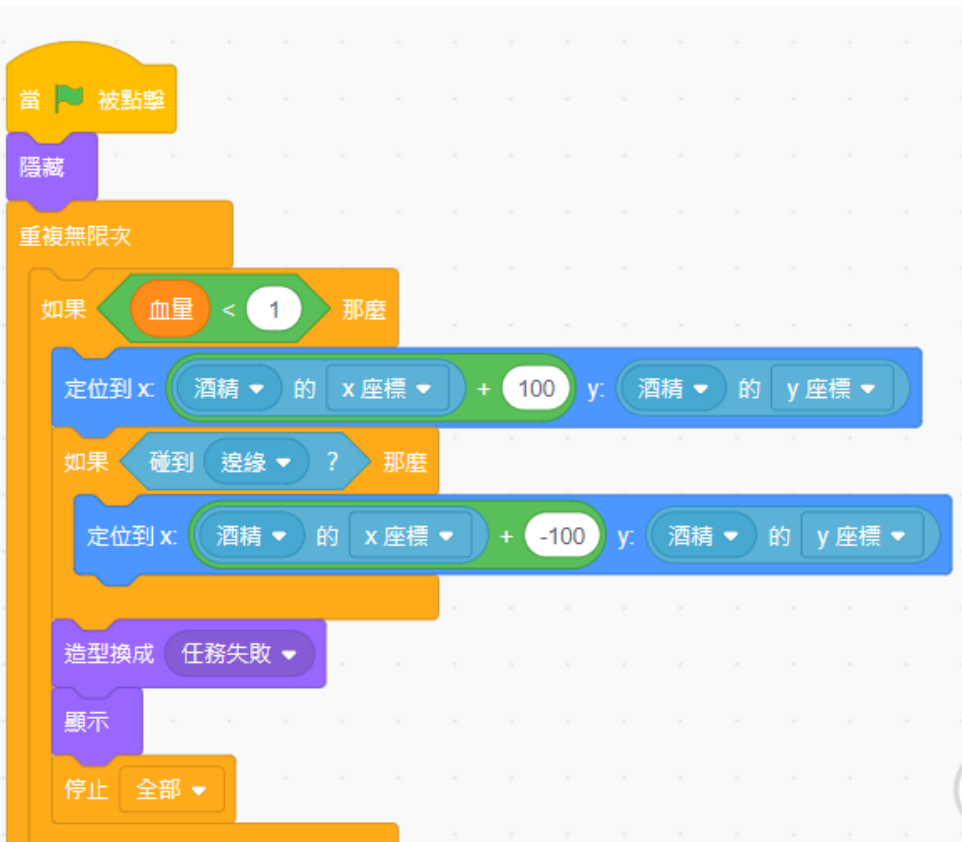 當 被點擊
隱藏
重複無限次
如果 血量 < 1 那麼
定位到 x: 酒精 的 x 座標 + 100 y: 酒精 的 y 座標
如果 碰到 邊緣 ? 那麼
定位到 x: 酒精 的 x 座標 + -100 y: 酒精 的 y 座標
造型換成 任務失敗
顯示
停止 全部